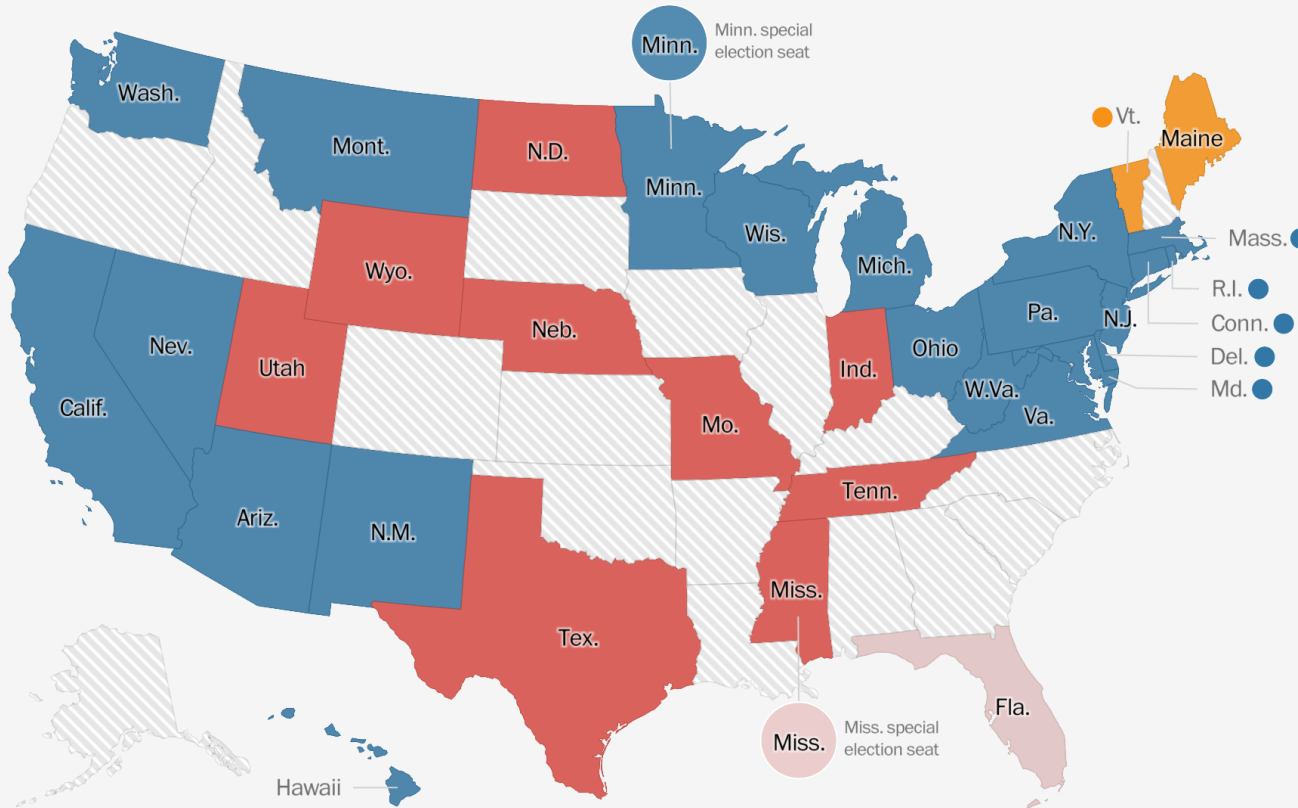 Minn.
Minn. special
election seat
Wash.
Vt.
Maine
Mont.
N.D.
Minn.
N.Y.
Wis.
Mass.
Mich.
Wyo.
R.I.
Pa.
N.J.
Conn.
Neb.
Nev.
Ohio
Del.
Utah
Ind.
W.Va.
Md.
Calif.
Va.
Mo.
Tenn.
Ariz.
N.M.
Miss.
Tex.
Fla.
Miss.
Miss. special
election seat
Hawaii